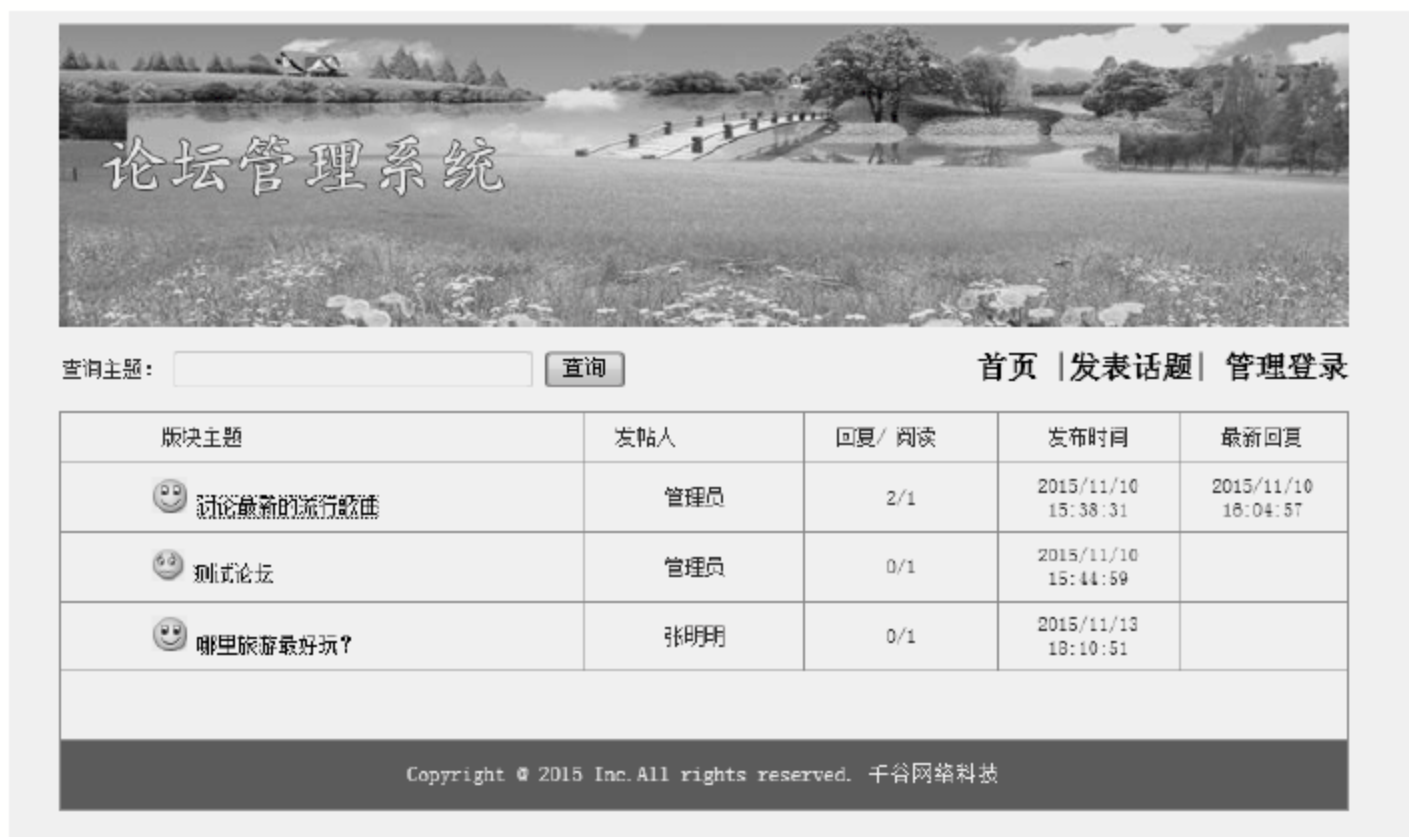 论坛管理系统
查询主题： 查询 首页 |发表话题| 管理登录
版块主题 发帖人 回复/ 阅读 发布时间 最新回复
讨论最新的流行歌曲 管理员 2/1 2015/11/10 15:38:31 2015/11/10 16:04:57
测试论坛 管理员 0/1 2015/11/10 15:44:59
哪里旅游最好玩? 张明明 0/1 2015/11/13 18:10:51
Copyright @ 2015 Inc.All rights reserved. 千谷网络科技